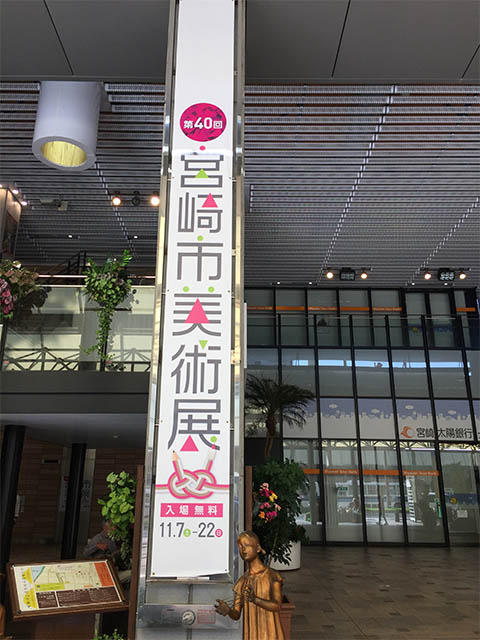 第40回
宮崎市美術展
入場無料
11.7土-22日
宮崎太陽銀行